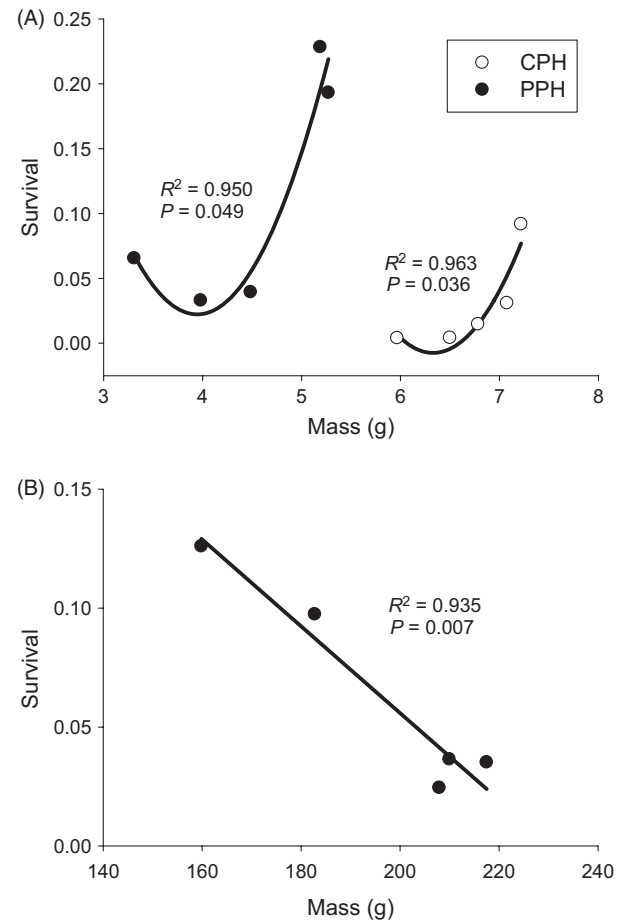 (A)
0.25
0.20
0.15
0.10
0.05
0.00
Survival
CPH
PPH
R² = 0.950
P = 0.049
R² = 0.963
P = 0.036
3 4 5 6 7 8
Mass (g)
(B)
0.15
0.10
0.05
0.00
Survival
R² = 0.935
P = 0.007
140 160 180 200 220 240
Mass (g)